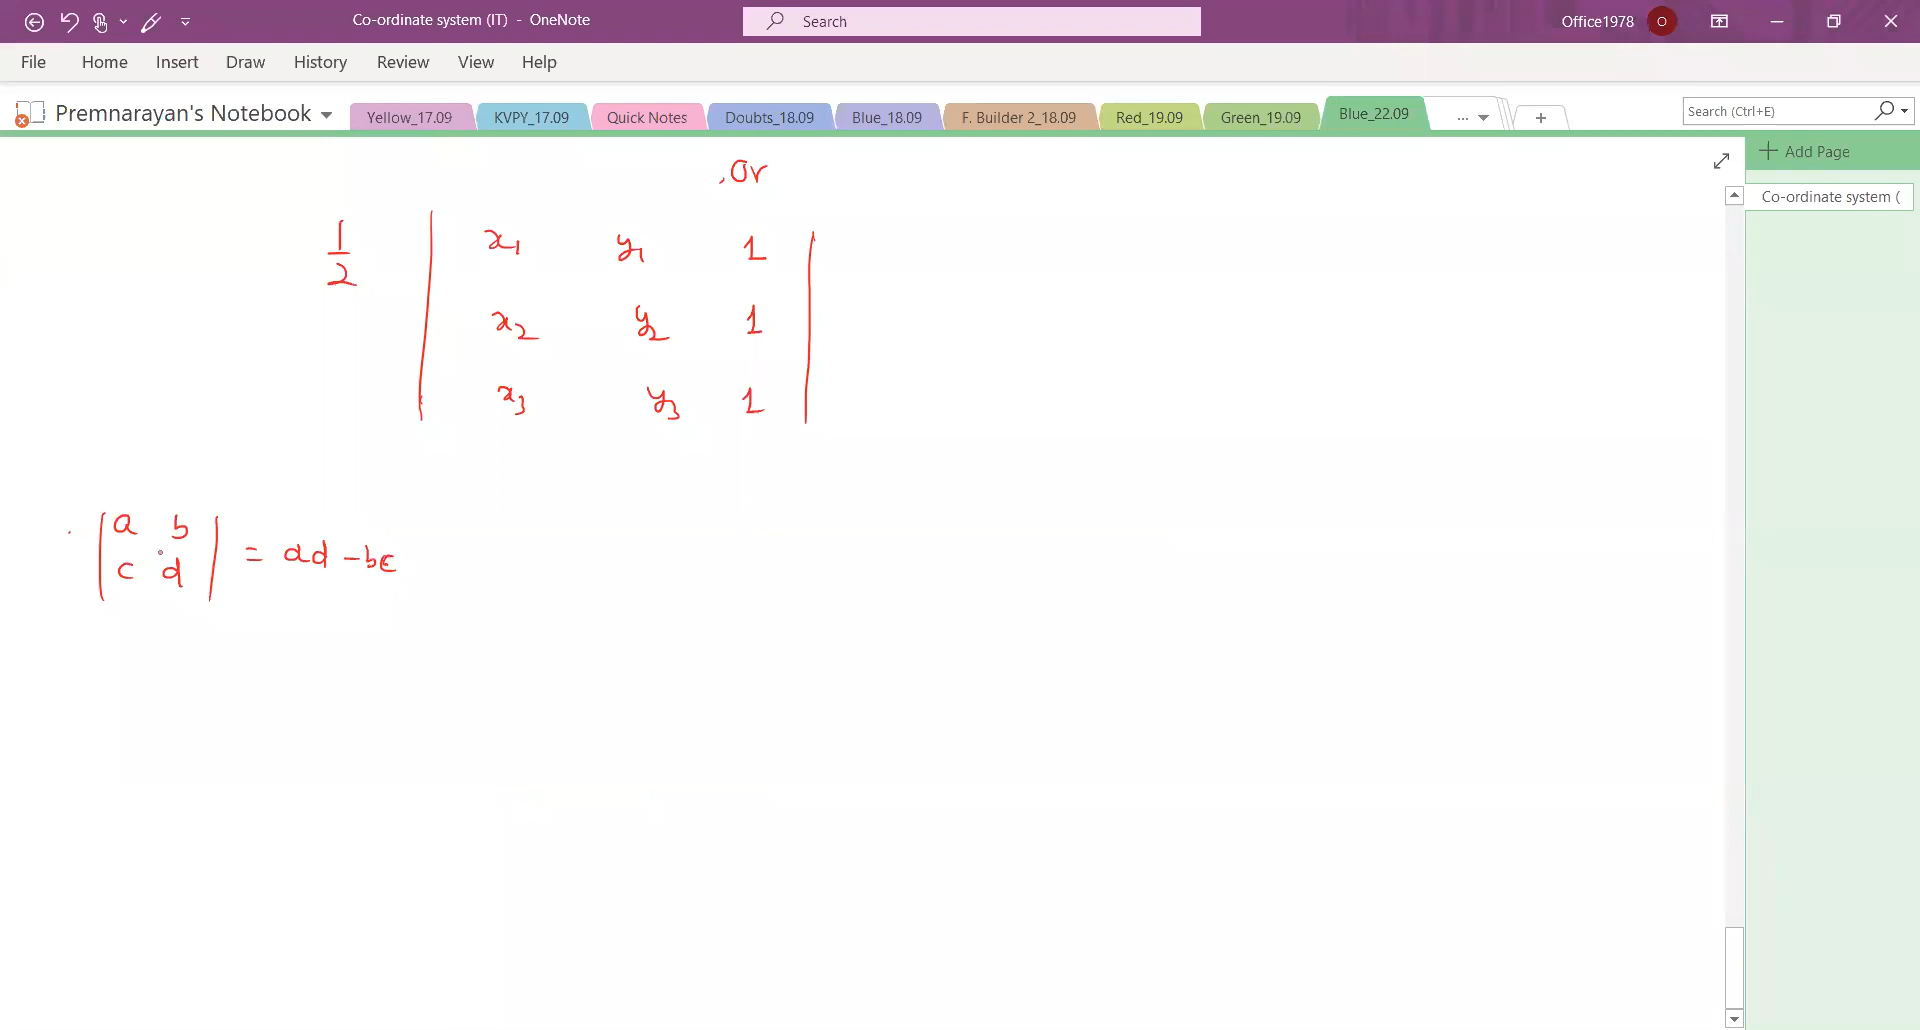 Co-ordinate system (IT) - OneNote
Search
Office1978
O
File Home Insert Draw History Review View Help
Premnarayan's Notebook
Yellow_17.09 KVPY_17.09 Quick Notes Doubts_18.09 Blue_18.09 F. Builder 2_18.09 Red_19.09 Green_19.09 Blue_22.09 ... +
Search (Ctrl+E)
Add Page
Co-ordinate system (
, Or
1/2 | x₁ y₁ 1 |
x₂ y₂ 1
x₃ y₃ 1
| a b |
c d
= ad - bc